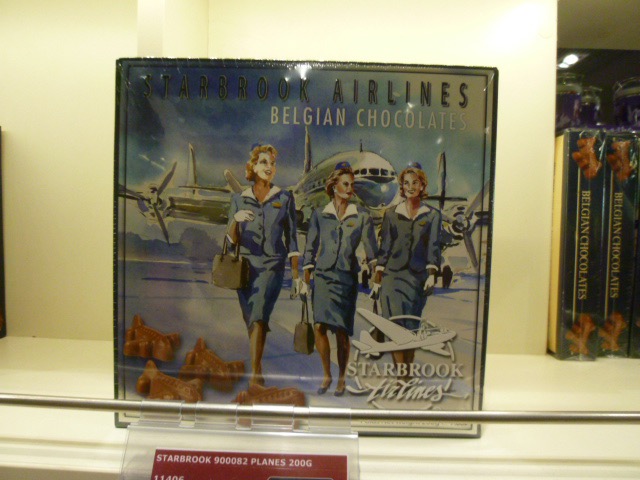 STARBROOK AIRLINES
BELGIAN CHOCOLATES
STARBROOK
Airlines
BELGIAN CHOCOLATES
BELGIAN CHOCOLATES
STARBROOK 900082 PLANES 200G
11406